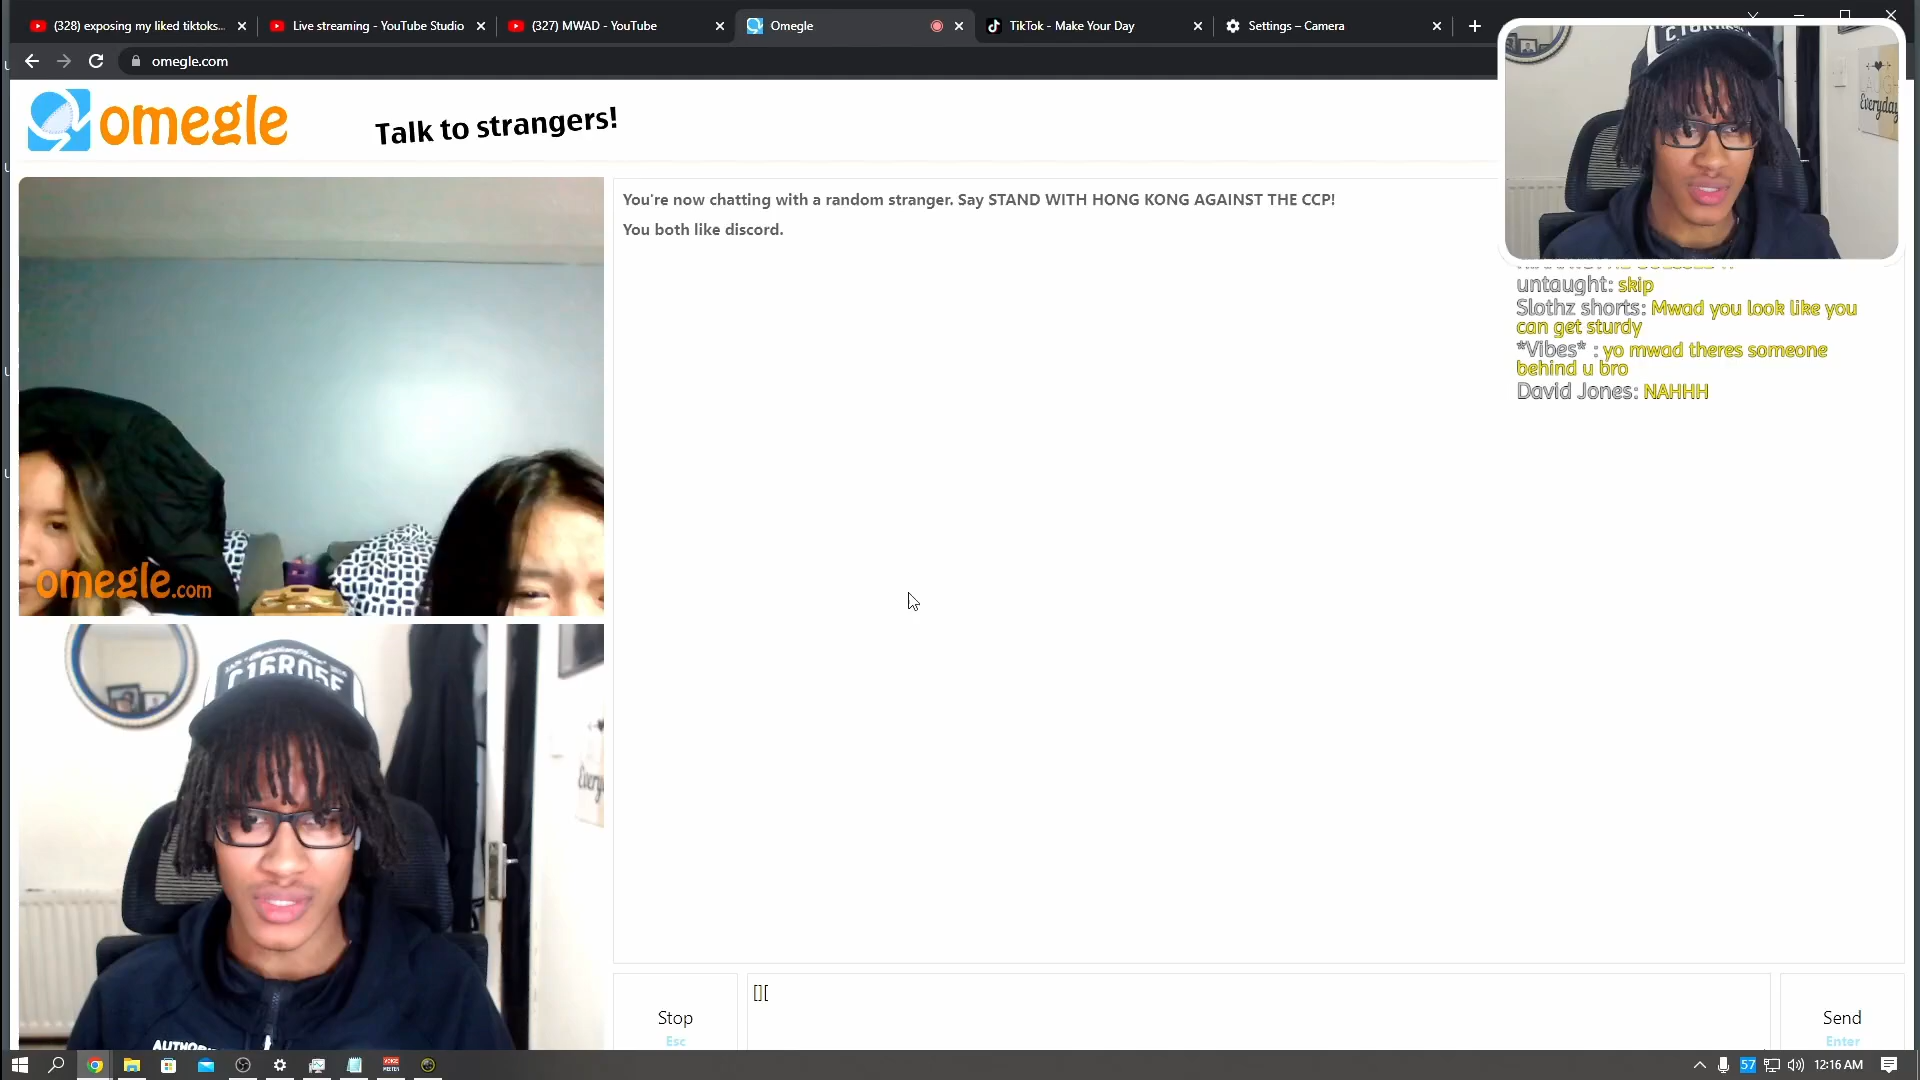 (328) exposing my liked tiktoks...
Live streaming - YouTube Studio
(327) MWAD - YouTube
Omegle
TikTok - Make Your Day
Settings – Camera
omegle.com
omegle
Talk to strangers!
You're now chatting with a random stranger. Say STAND WITH HONG KONG AGAINST THE CCP!
You both like discord.
Everyday
untaught: skip
Slothz shorts: Mwad you look like you
can get sturdy
*Vibes* : yo mwad theres someone
behind u bro
David Jones: NAHHH
omegle.com
C16R05E
[][
Stop
Esc
Send
Enter
57
12:16 AM